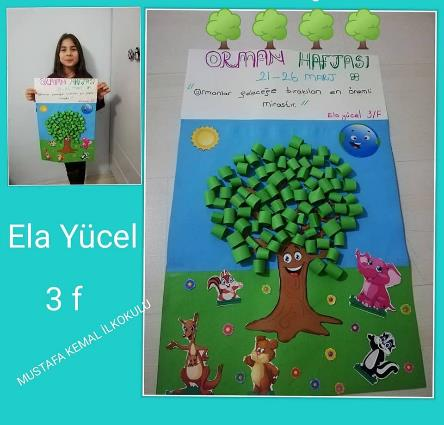 ORMAN HAFTASI
21-26 MART
"Ormanlar geleceğe bırakılan en önemli
mirastır."
Ela yücel 3/F
Ela Yücel
3 f
MUSTAFA KEMAL İLKOKULU